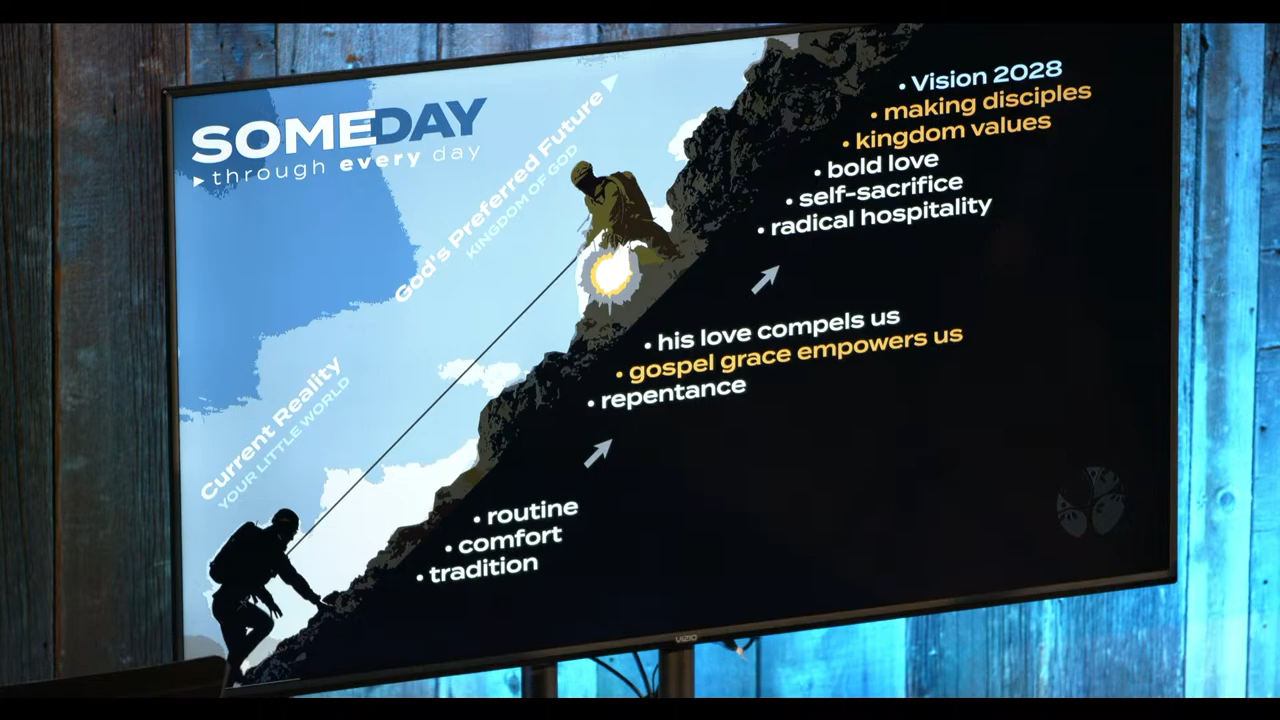 SOMEDAY
through every day
God's Preferred Future
KINGDOM OF GOD
Current Reality
YOUR LITTLE WORLD
• Vision 2028
• making disciples
• kingdom values
• bold love
• self-sacrifice
• radical hospitality
• his love compels us
• gospel grace empowers us
• repentance
• routine
• comfort
• tradition
VIZIO